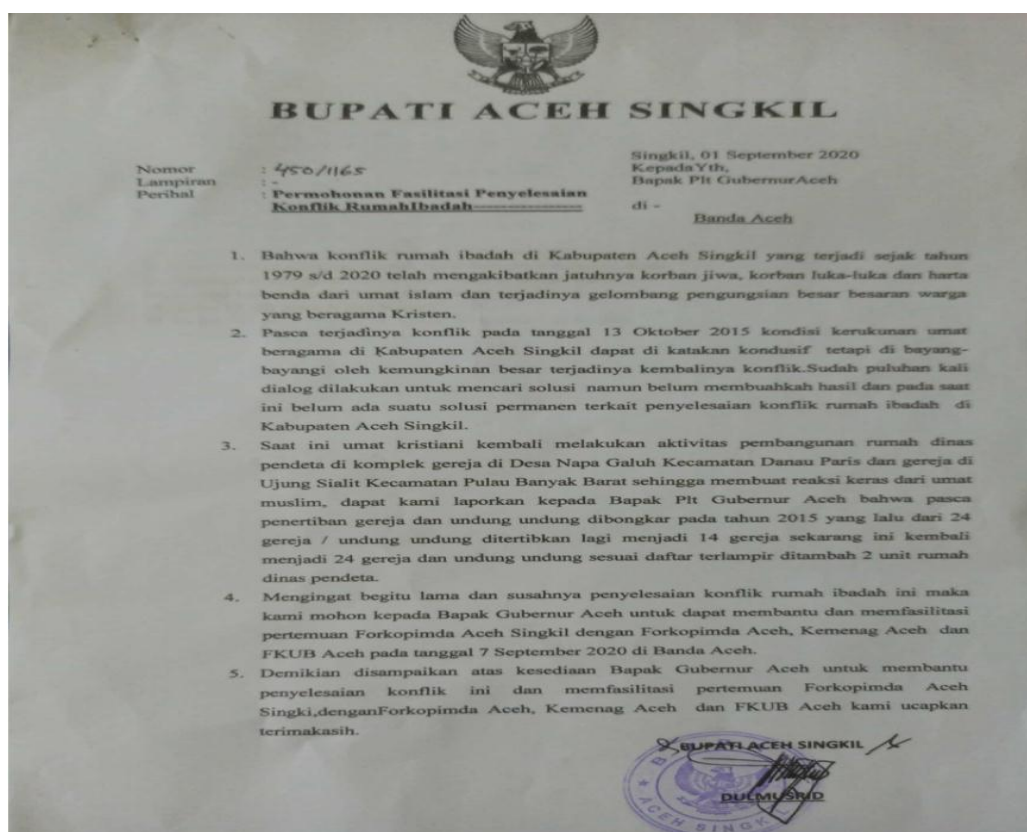 BUPATI ACEH SINGKIL
Singkil, 01 September 2020
Nomor : 450/1165 KepadaYth,
Lampiran : - Bapak Plt GubernurAceh
Perihal : Permohonan Fasilitasi Penyelesaian
Konflik RumahIbadah di -
Banda Aceh
1. Bahwa konflik rumah ibadah di Kabupaten Aceh Singkil yang terjadi sejak tahun
1979 s/d 2020 telah mengakibatkan jatuhnya korban jiwa, korban luka-luka dan harta
benda dari umat islam dan terjadinya gelombang pengungsian besar besaran warga
yang beragama Kristen.
2. Pasca terjadinya konflik pada tanggal 13 Oktober 2015 kondisi kerukunan umat
beragama di Kabupaten Aceh Singkil dapat di katakan kondusif tetapi di bayang-
bayangi oleh kemungkinan besar terjadinya kembalinya konflik.Sudah puluhan kali
dialog dilakukan untuk mencari solusi namun belum membuahkah hasil dan pada saat
ini belum ada suatu solusi permanen terkait penyelesaian konflik rumah ibadah di
Kabupaten Aceh Singkil.
3. Saat ini umat kristiani kembali melakukan aktivitas pembangunan rumah dinas
pendeta di komplek gereja di Desa Napa Galuh Kecamatan Danau Paris dan gereja di
Ujung Sialit Kecamatan Pulau Banyak Barat sehingga membuat reaksi keras dari umat
muslim, dapat kami laporkan kepada Bapak Plt Gubernur Aceh bahwa pasca
penertiban gereja dan undung undung dibongkar pada tahun 2015 yang lalu dari 24
gereja / undung undung ditertibkan lagi menjadi 14 gereja sekarang ini kembali
menjadi 24 gereja dan undung undung sesuai daftar terlampir ditambah 2 unit rumah
dinas pendeta.
4. Mengingat begitu lama dan susahnya penyelesaian konflik rumah ibadah ini maka
kami mohon kepada Bapak Gubernur Aceh untuk dapat membantu dan memfasilitasi
pertemuan Forkopimda Aceh Singkil dengan Forkopimda Aceh, Kemenag Aceh dan
FKUB Aceh pada tanggal 7 September 2020 di Banda Aceh.
5. Demikian disampaikan atas kesediaan Bapak Gubernur Aceh untuk membantu
penyelesaian konflik ini dan memfasilitasi pertemuan Forkopimda Aceh
Singki,denganForkopimda Aceh, Kemenag Aceh dan FKUB Aceh kami ucapkan
terimakasih.
BUPATI ACEH SINGKIL
DULMUSRID
ACEH SINGKIL